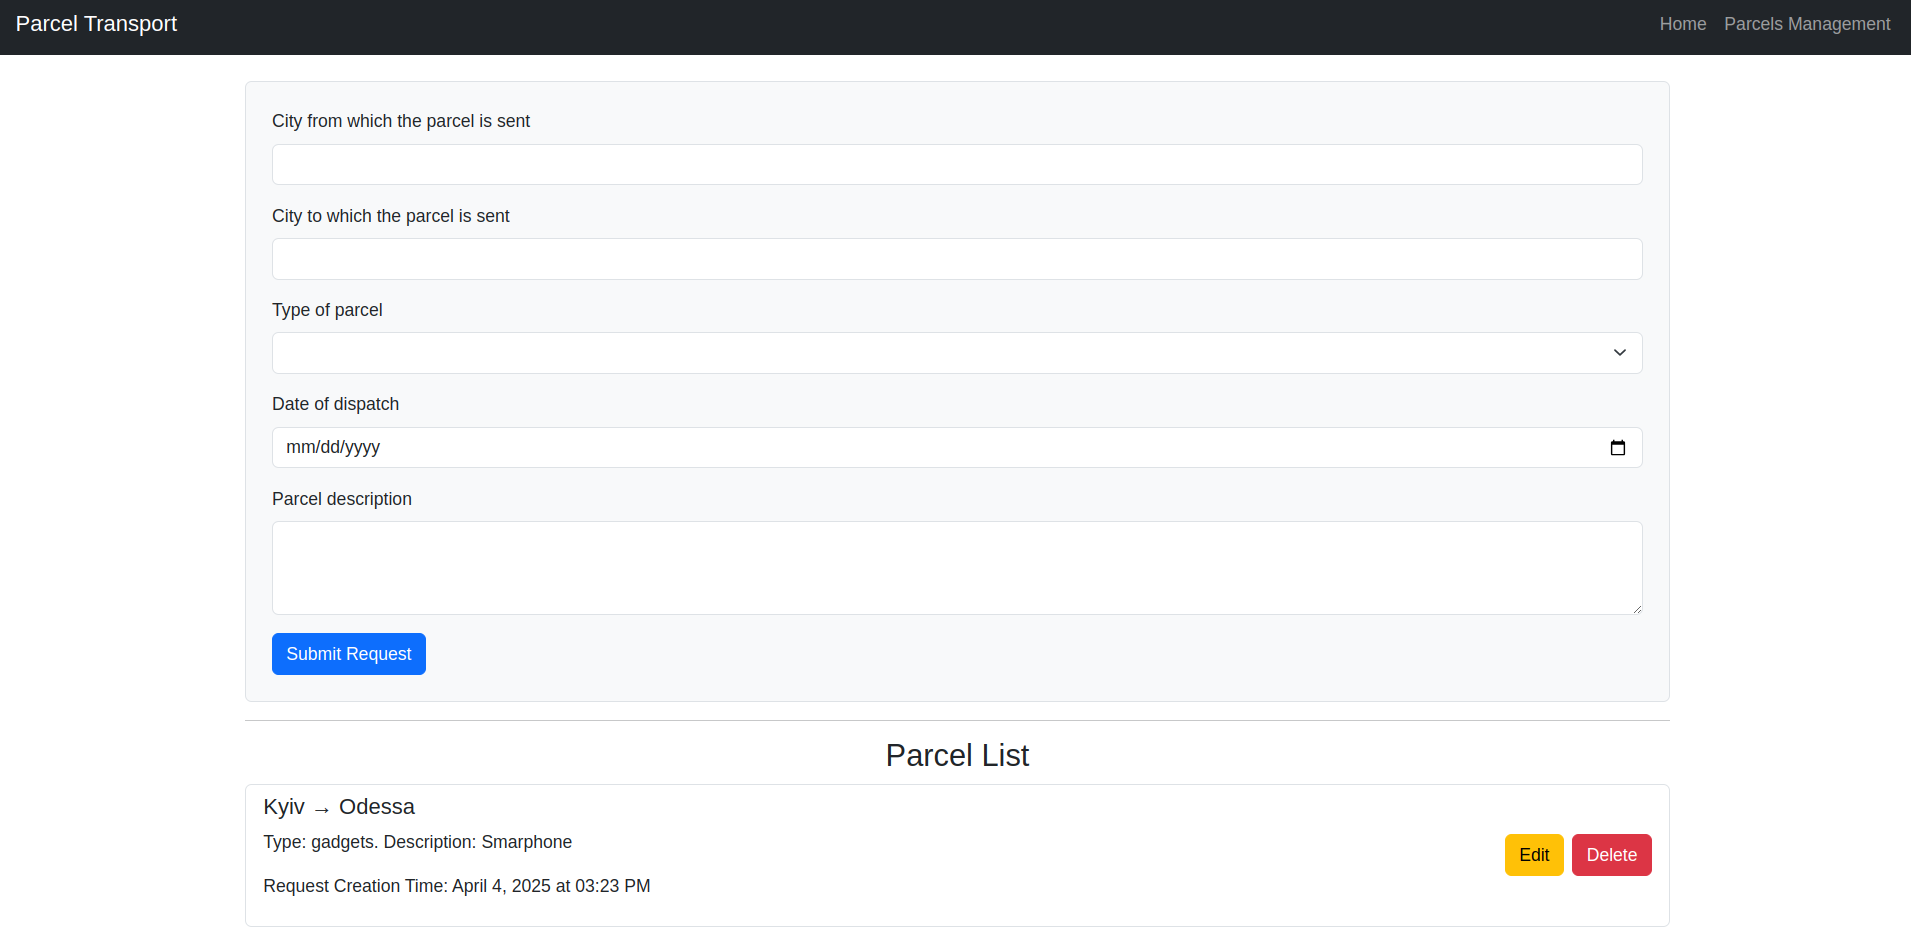 Parcel Transport Home Parcels Management
City from which the parcel is sent
City to which the parcel is sent
Type of parcel
Date of dispatch
mm/dd/yyyy
Parcel description
Submit Request
Parcel List
Kyiv → Odessa
Type: gadgets. Description: Smarphone
Edit Delete
Request Creation Time: April 4, 2025 at 03:23 PM